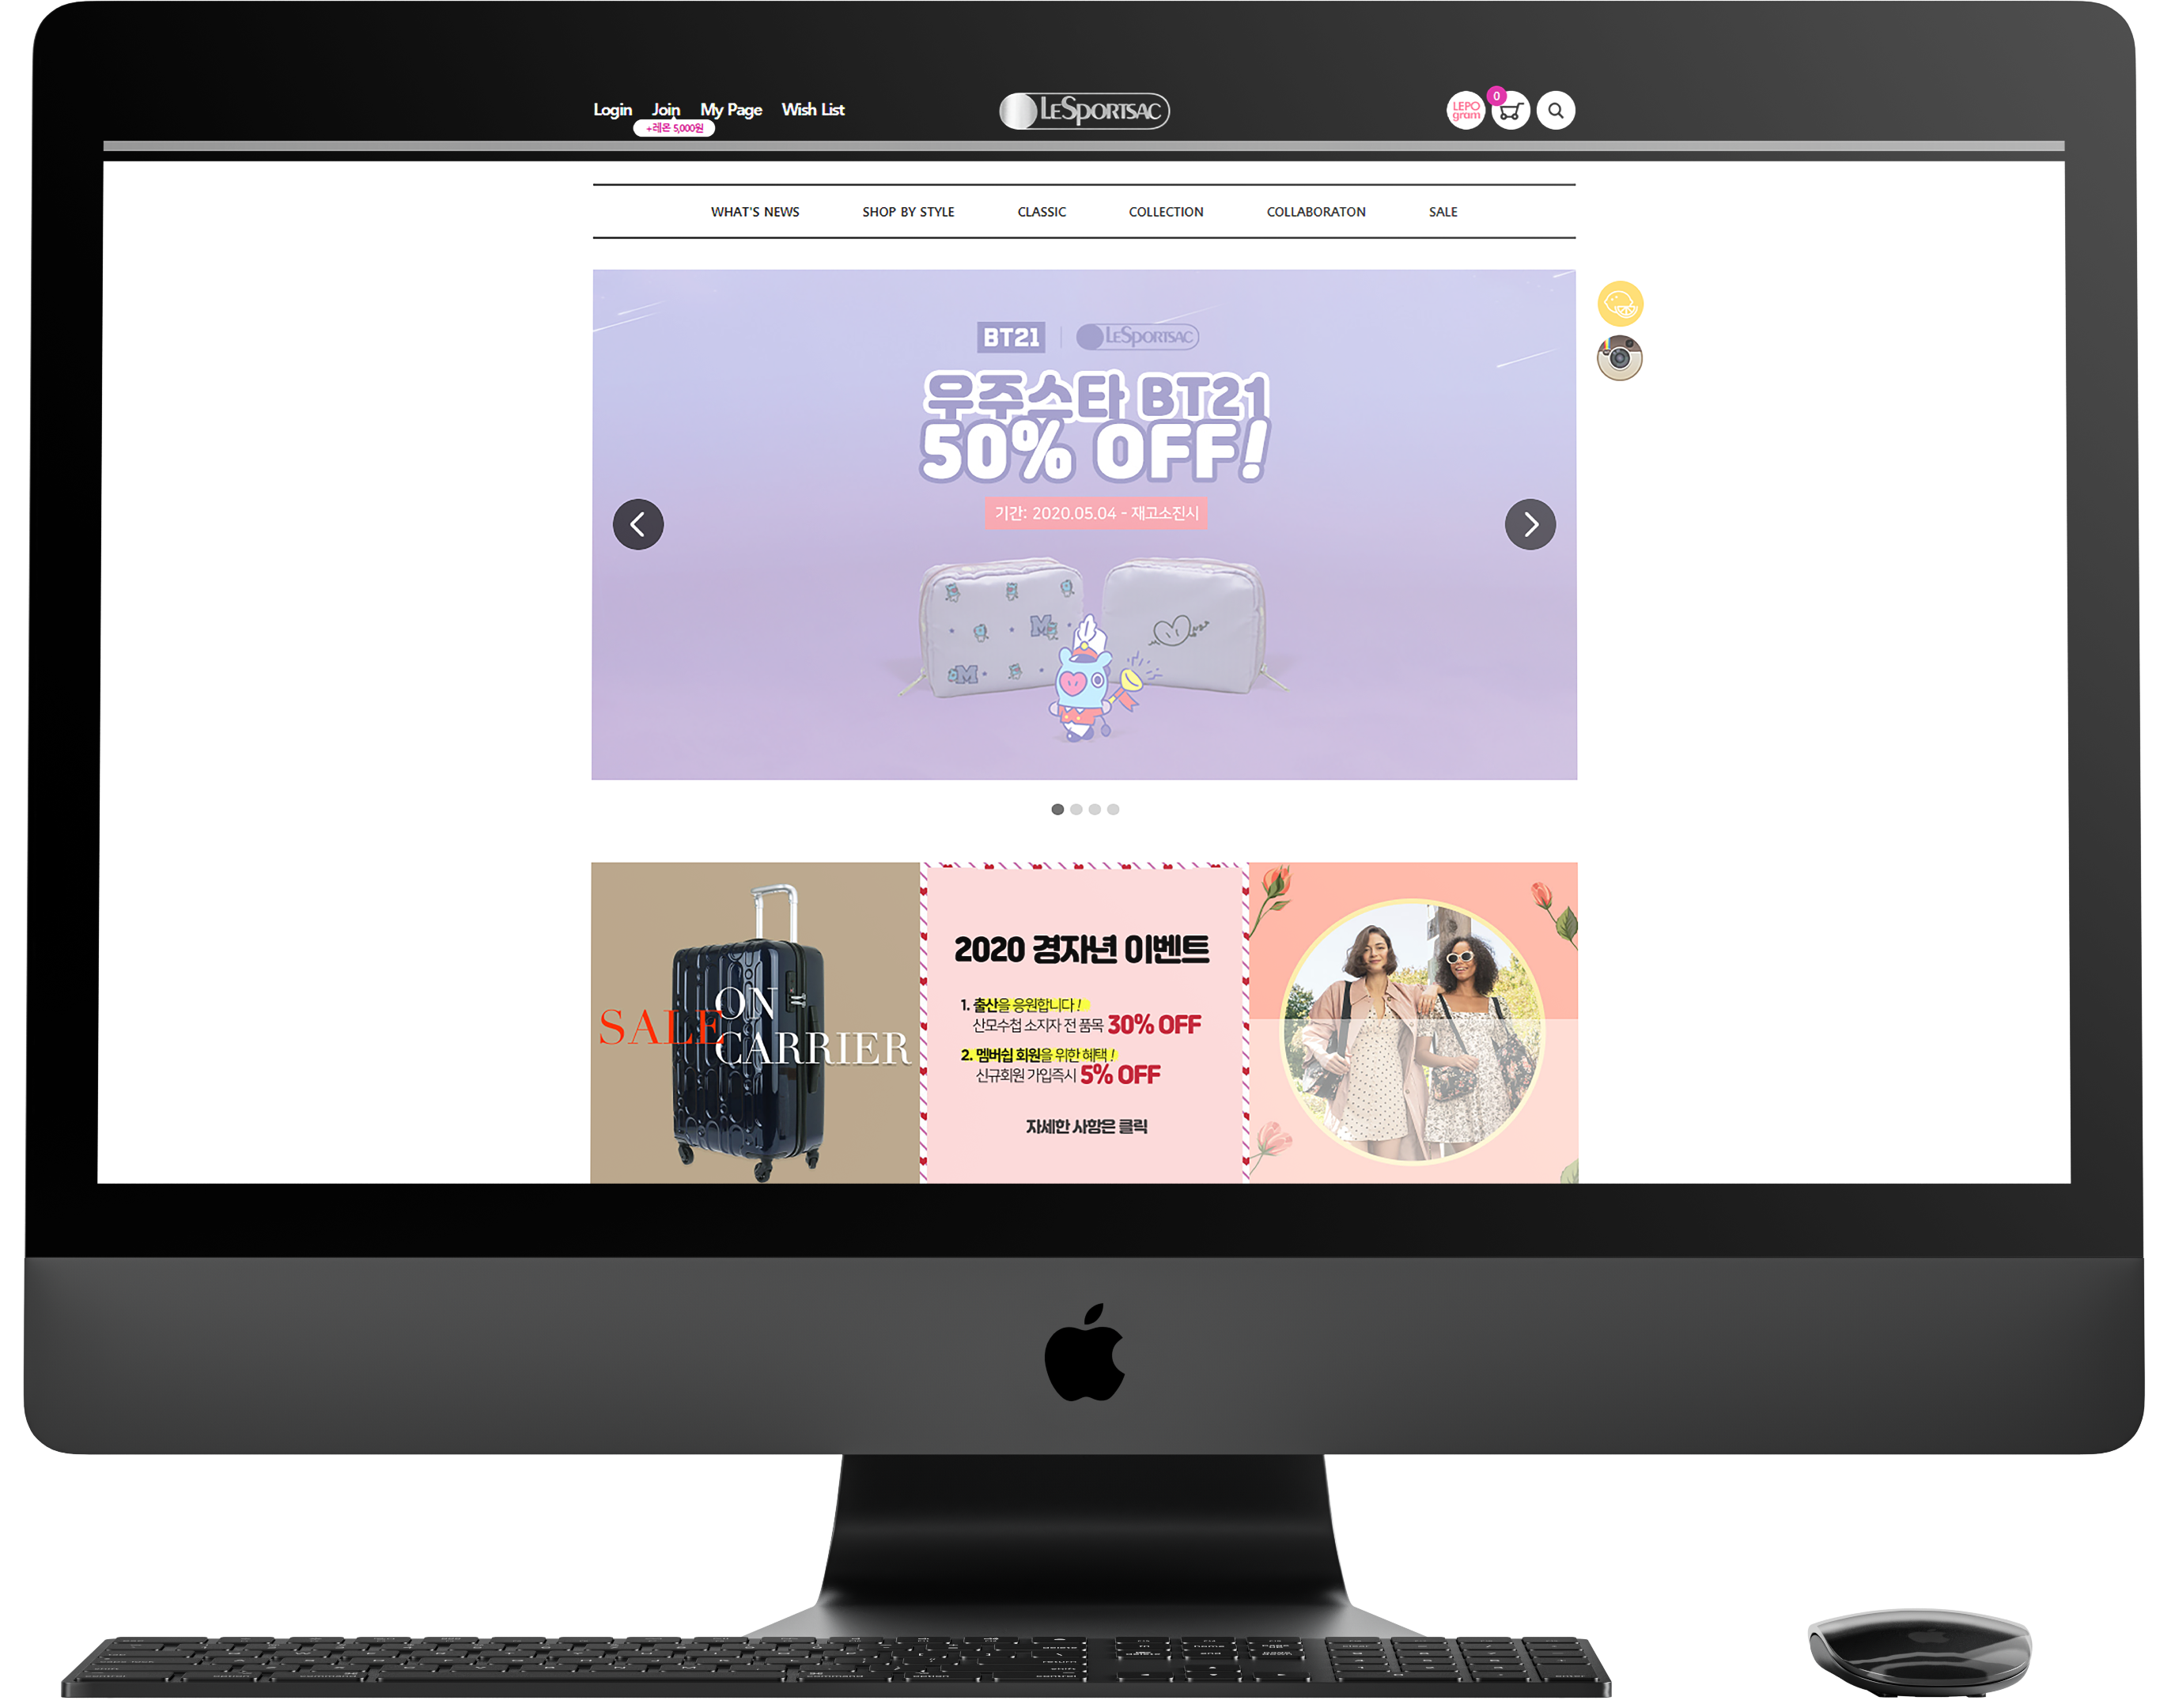 Login Join My Page Wish List
+레몬 5,000원
LESPORTSAC
LEPO
gram
0
WHAT'S NEWS SHOP BY STYLE CLASSIC COLLECTION COLLABORATON SALE
BT21 LESPORTSAC
우주슈타 BT21
50% OFF!
기간: 2020.05.04 - 재고소진시
M
M
SALE ON
CARRIER
2020 경자년 이벤트
1. 출산을 응원합니다!
산모수첩 소지자 전 품목 30% OFF
2. 멤버쉽 회원을 위한 혜택!
신규회원 가입즉시 5% OFF
자세한 사항은 클릭